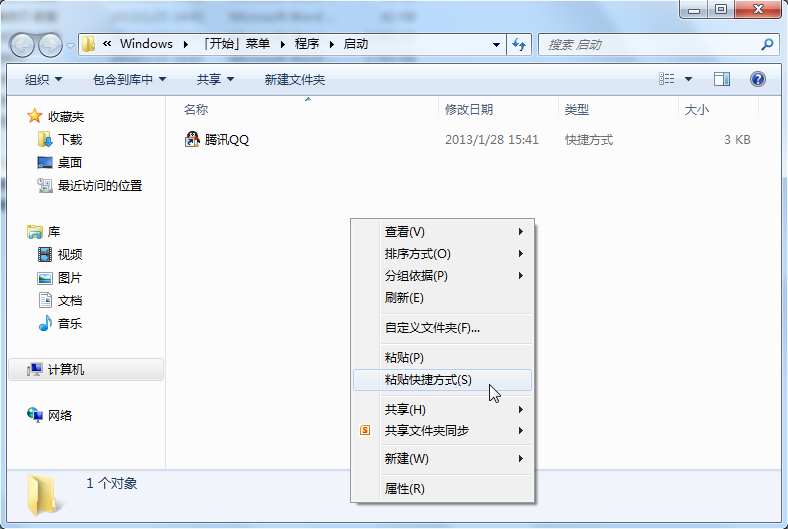 « Windows ▸ 「开始」菜单 ▸ 程序 ▸ 启动
搜索 启动
组织 包含到库中 共享 新建文件夹
名称 修改日期 类型 大小
腾讯QQ 2013/1/28 15:41 快捷方式 3 KB
收藏夹
下载
桌面
最近访问的位置
库
视频
图片
文档
音乐
计算机
网络
查看(V)
排序方式(O)
分组依据(P)
刷新(E)
自定义文件夹(F)...
粘贴(P)
粘贴快捷方式(S)
共享(H)
S 共享文件夹同步
新建(W)
属性(R)
1 个对象